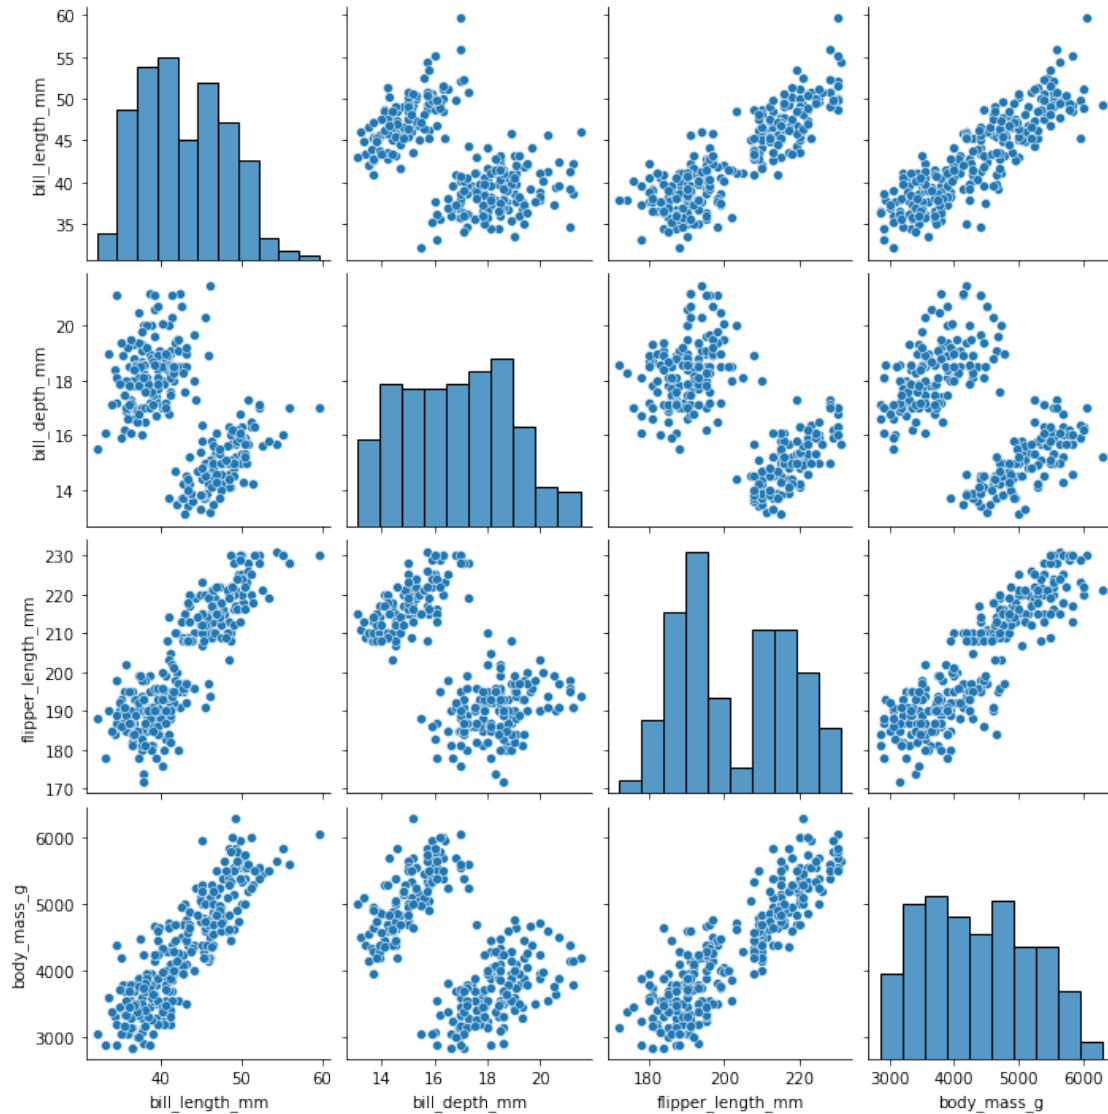 60
55
50
45
40
35
bill_length_mm
20
18
16
14
bill_depth_mm
230
220
210
200
190
180
170
flipper_length_mm
6000
5000
4000
3000
body_mass_g
40 50 60
14 16 18 20
180 200 220
3000 4000 5000 6000
bill_length_mm bill_depth_mm flipper_length_mm body_mass_g